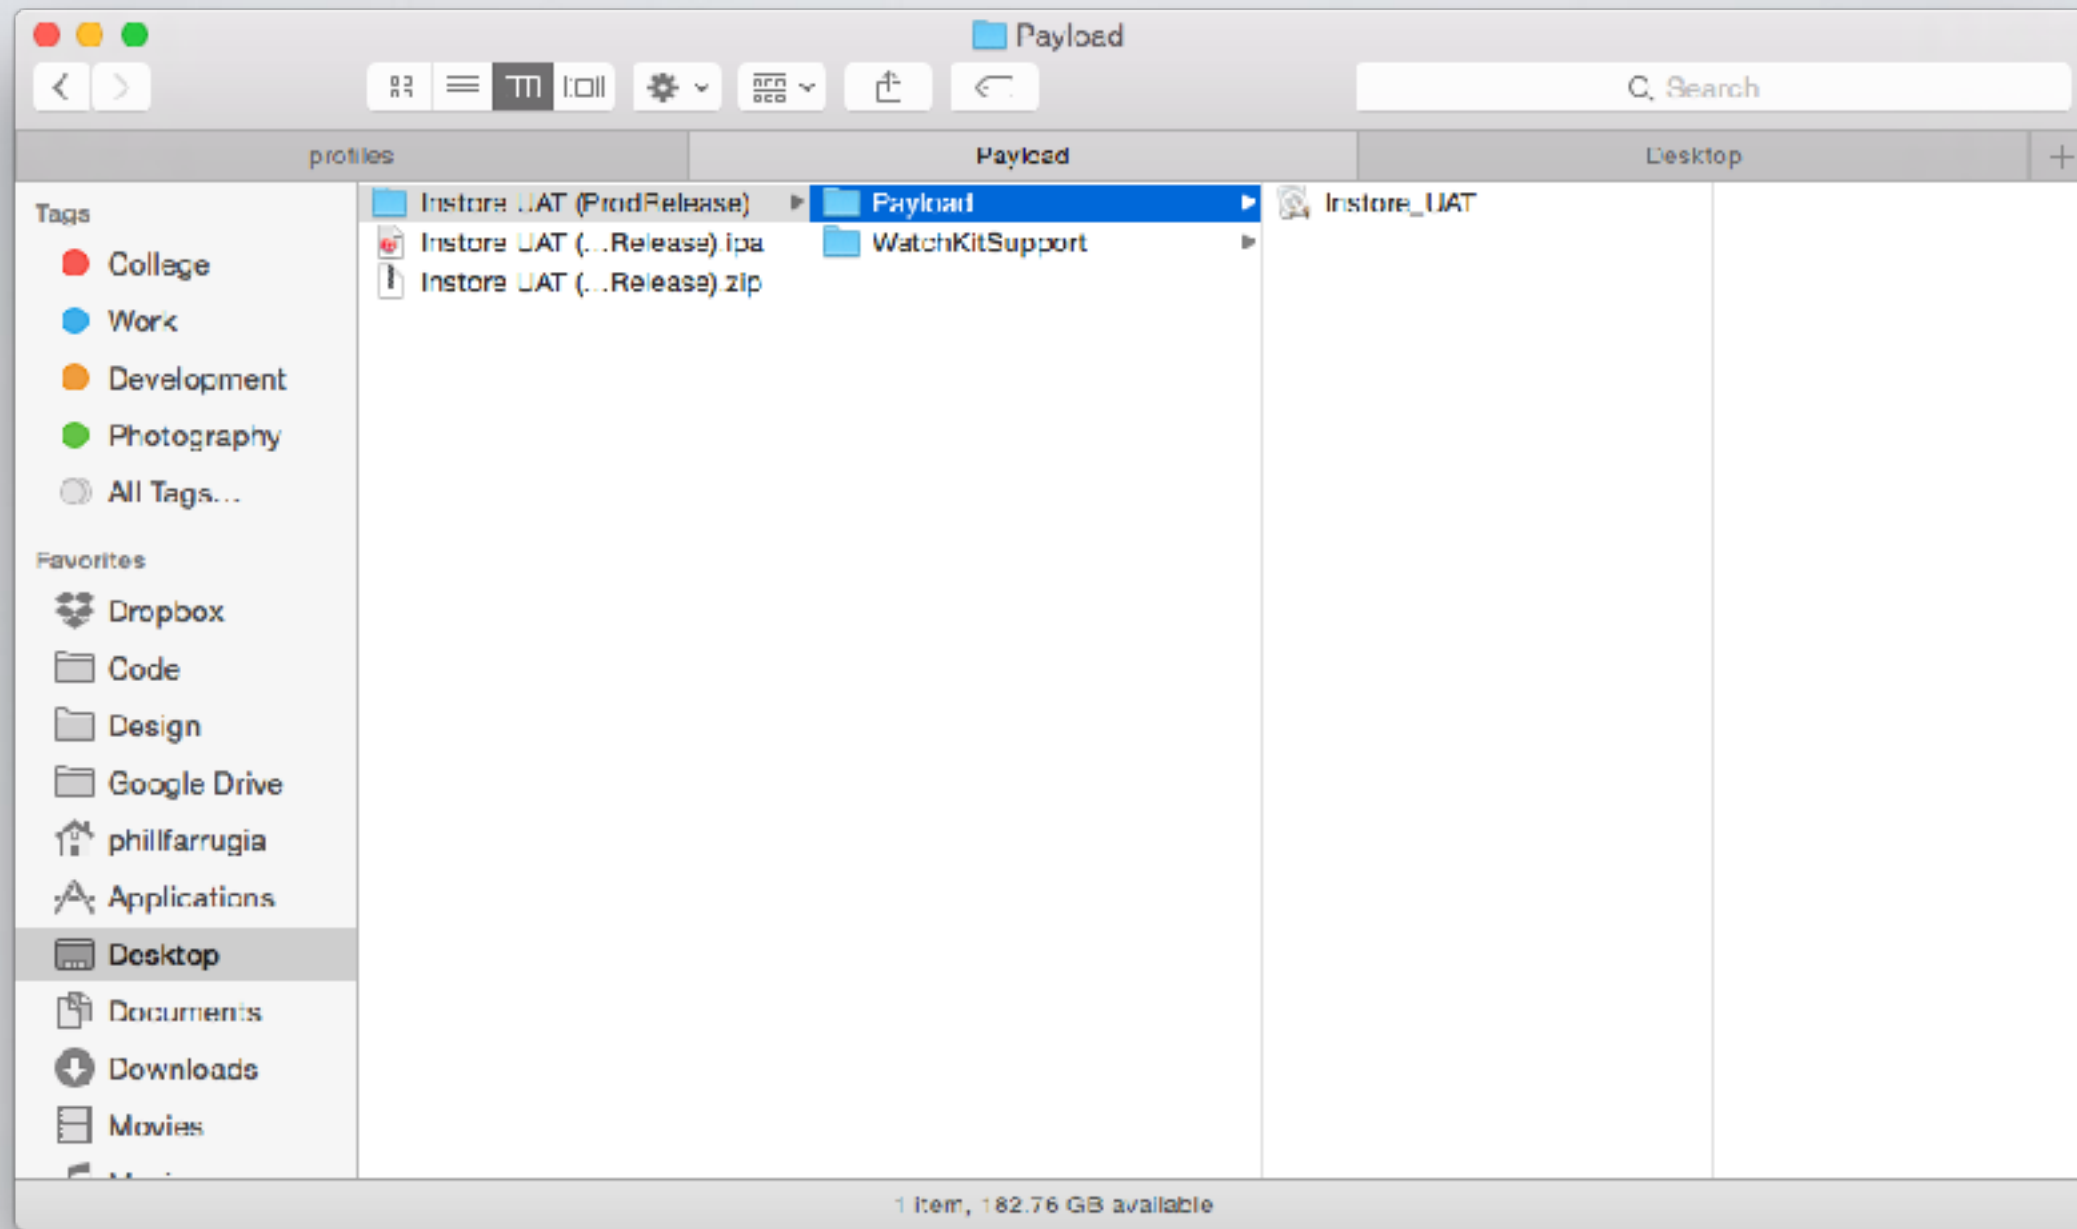 Payload
Search
profiles
Payload
Desktop
Tags
College
Work
Development
Photography
All Tags...
Favorites
Dropbox
Code
Design
Google Drive
phillfarrugia
Applications
Desktop
Documents
Downloads
Movies
Instore UAT (ProdRelease)
Instore UAT (...Release).ipa
Instore UAT (...Release).zip
Payload
WatchKitSupport
Instore_UAT
1 item, 182.76 GB available